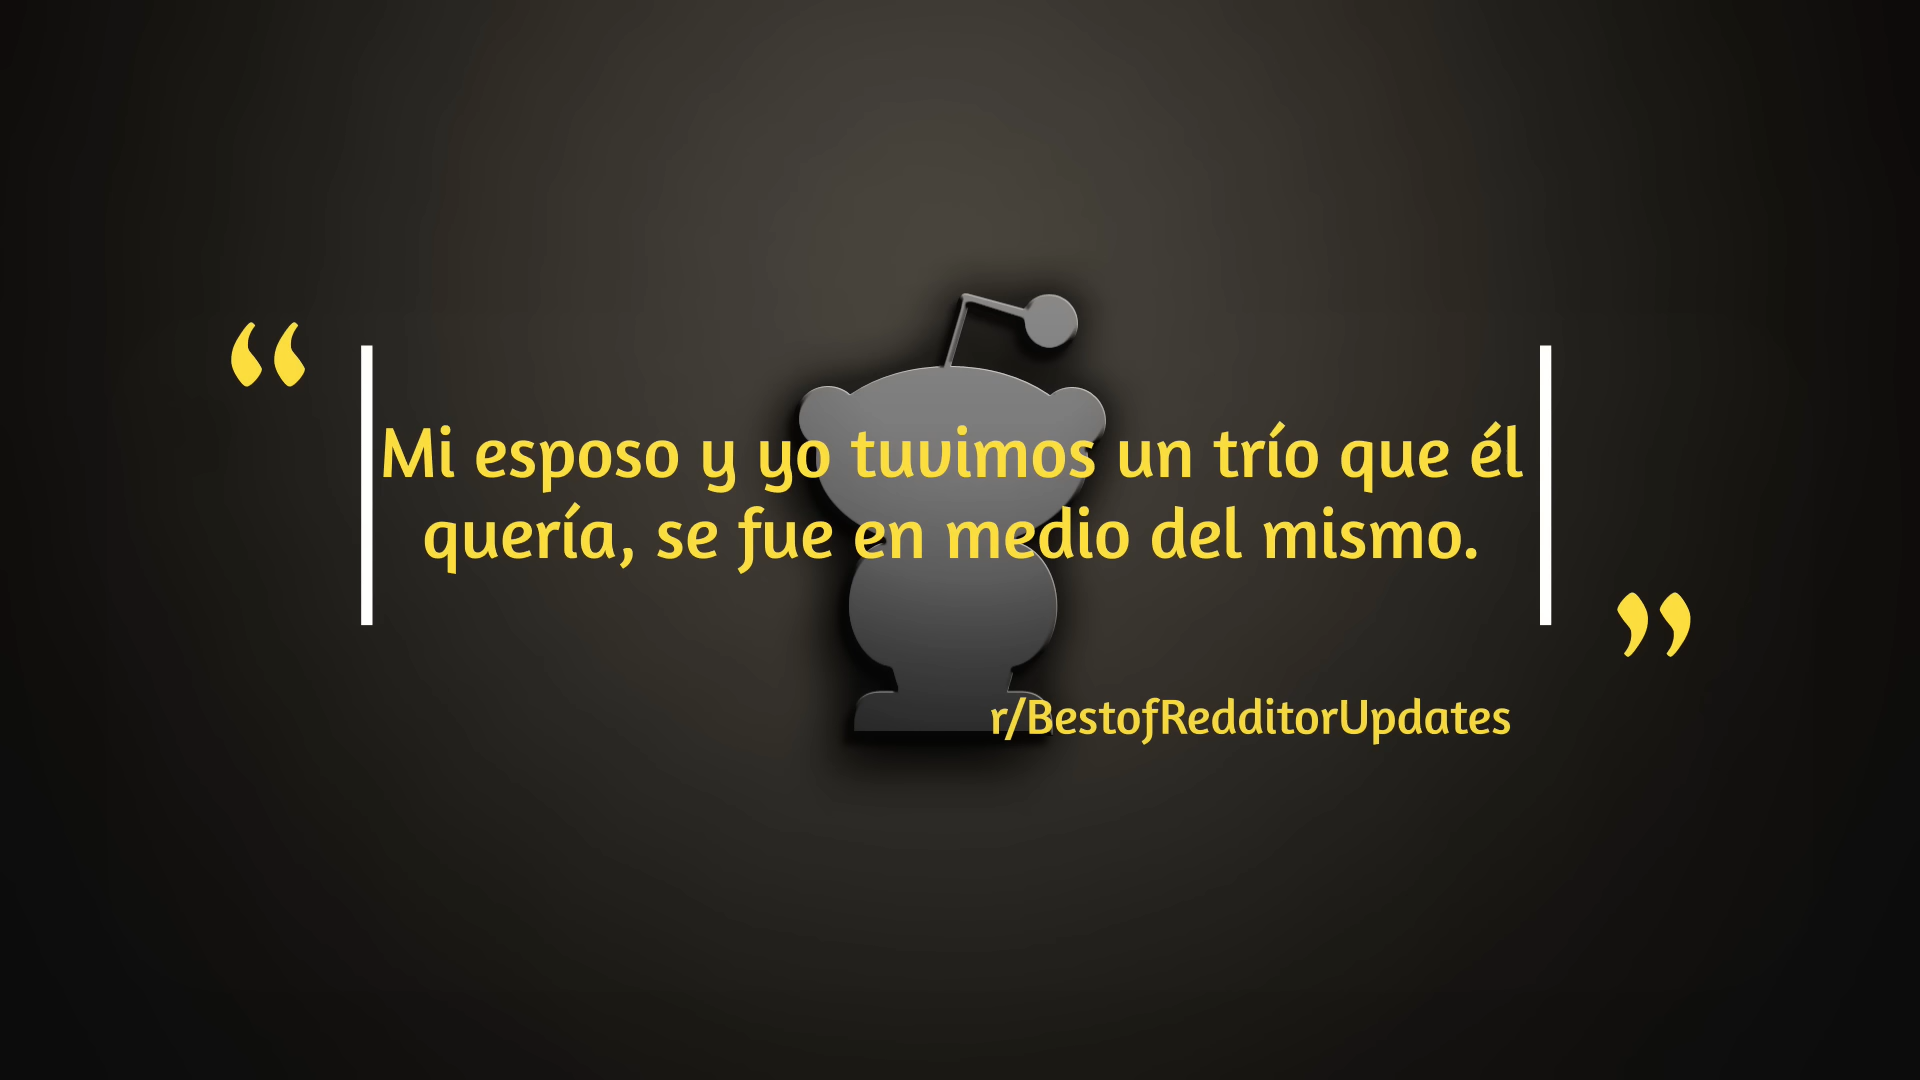 “
Mi esposo y yo tuvimos un trío que él
quería, se fue en medio del mismo.
”
r/BestofRedditorUpdates